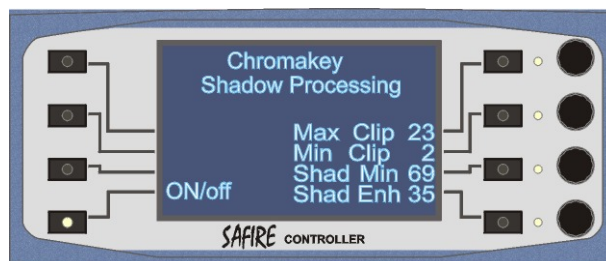 Chromakey
Shadow Processing
Max Clip 23
Min Clip 2
Shad Min 69
ON/off Shad Enh 35
SAFIRE CONTROLLER